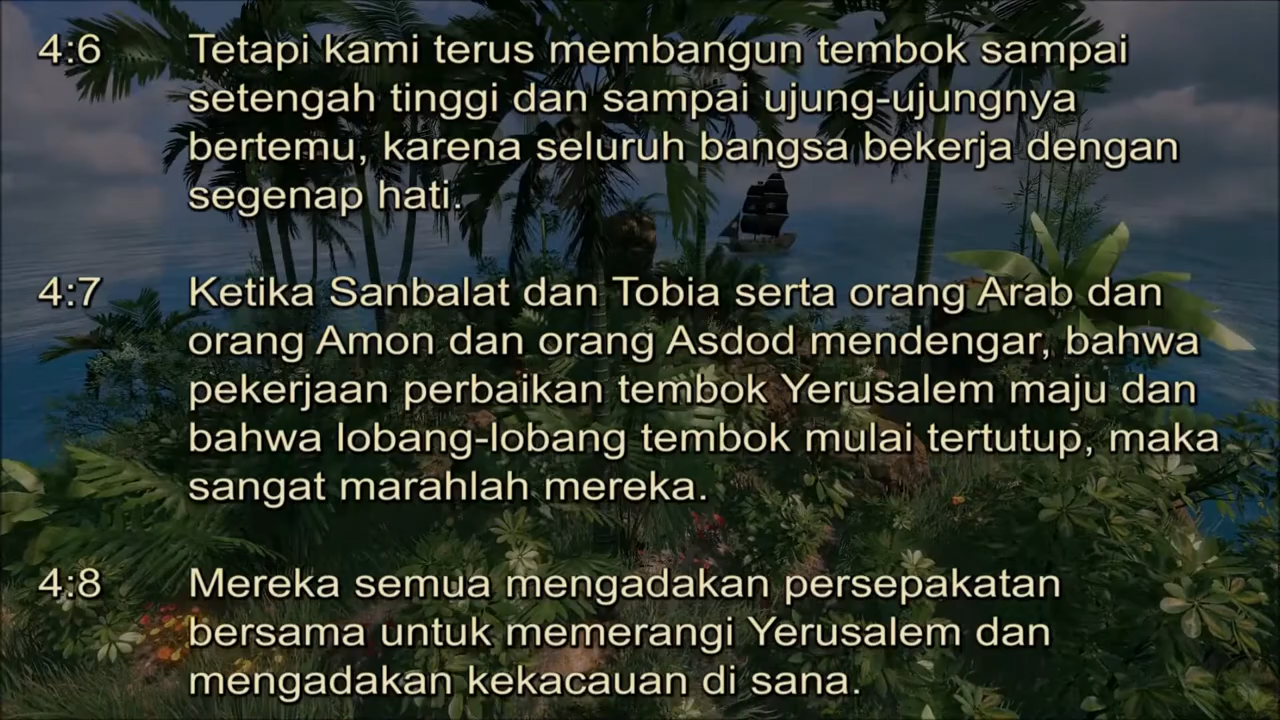 4:6 Tetapi kami terus membangun tembok sampai
setengah tinggi dan sampai ujung-ujungnya
bertemu, karena seluruh bangsa bekerja dengan
segenap hati.
4:7 Ketika Sanbalat dan Tobia serta orang Arab dan
orang Amon dan orang Asdod mendengar, bahwa
pekerjaan perbaikan tembok Yerusalem maju dan
bahwa lobang-lobang tembok mulai tertutup, maka
sangat marahlah mereka.
4:8 Mereka semua mengadakan persepakatan
bersama untuk memerangi Yerusalem dan
mengadakan kekacauan di sana.